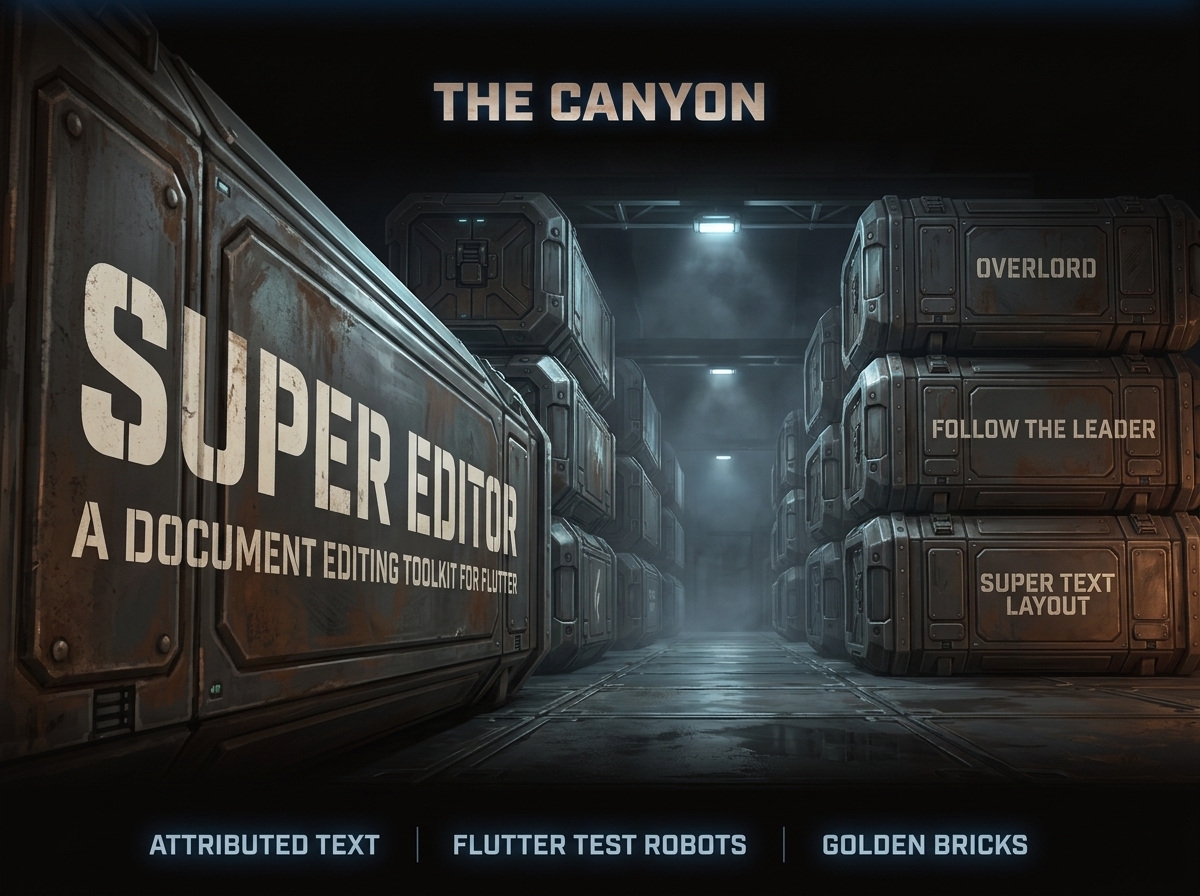 THE CANYON
SUPER EDITOR
A DOCUMENT EDITING TOOLKIT FOR FLUTTER
OVERLORD
FOLLOW THE LEADER
SUPER TEXT
LAYOUT
ATTRIBUTED TEXT
FLUTTER TEST ROBOTS
GOLDEN BRICKS